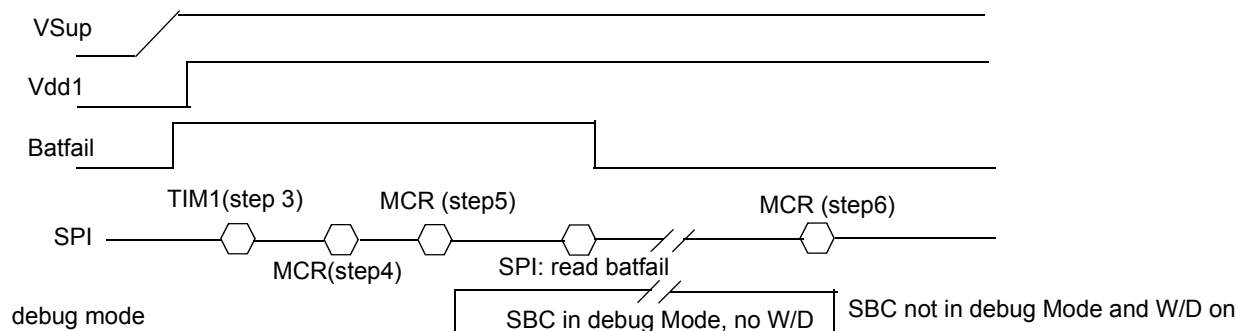 VSup
Vdd1
Batfail
TIM1(step 3)
MCR (step5)
MCR (step6)
SPI
MCR(step4)
SPI: read batfail
debug mode
SBC in debug Mode, no W/D
SBC not in debug Mode and W/D on